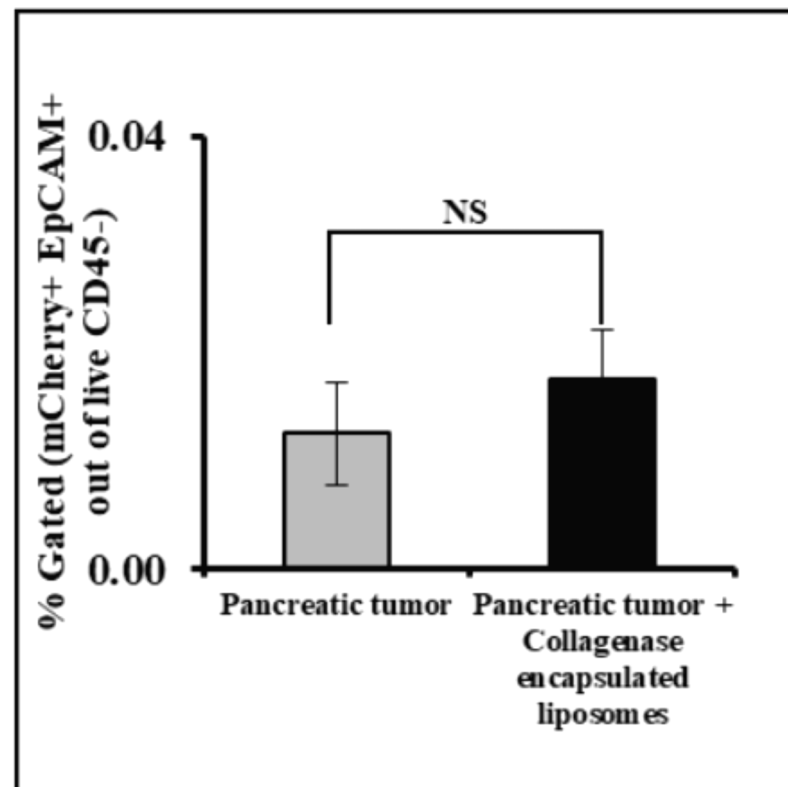 % Gated (mCherry+ EpCAM+
out of live CD45-)
0.04
NS
0.00
Pancreatic tumor
Pancreatic tumor +
Collagenase
encapsulated
liposomes